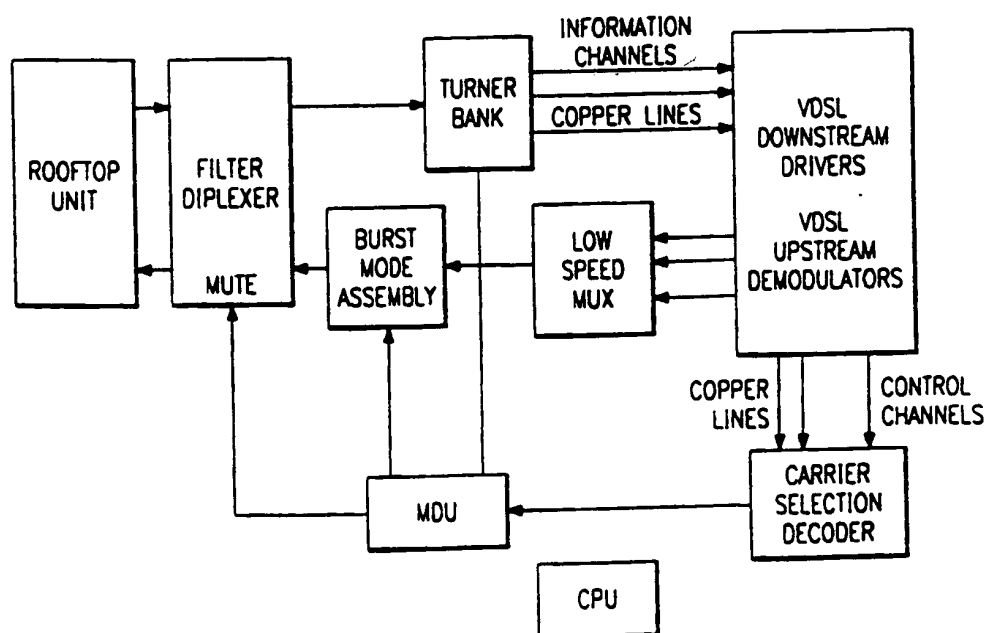 INFORMATION
CHANNELS
COPPER LINES
ROOFTOP
UNIT
FILTER
DIPLEXER
MUTE
TURNER
BANK
VDSL
DOWNSTREAM
DRIVERS
VDSL
UPSTREAM
DEMODULATORS
BURST
MODE
ASSEMBLY
LOW
SPEED
MUX
COPPER
LINES
CONTROL
CHANNELS
MDU
CARRIER
SELECTION
DECODER
CPU